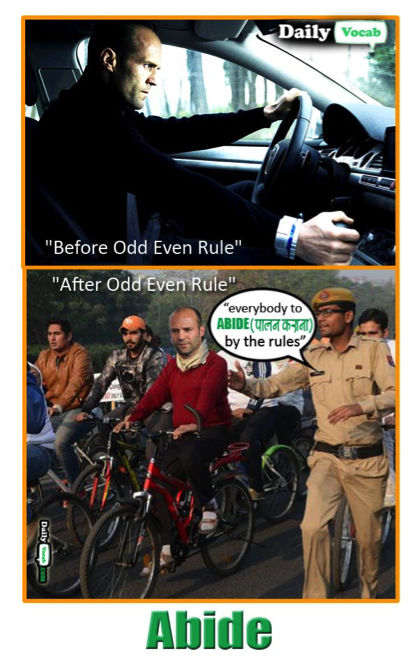 Daily Vocab
"Before Odd Even Rule"
"After Odd Even Rule"
“everybody to
ABIDE(पालन करना)
by the rules”
Daily Vocab
Abide